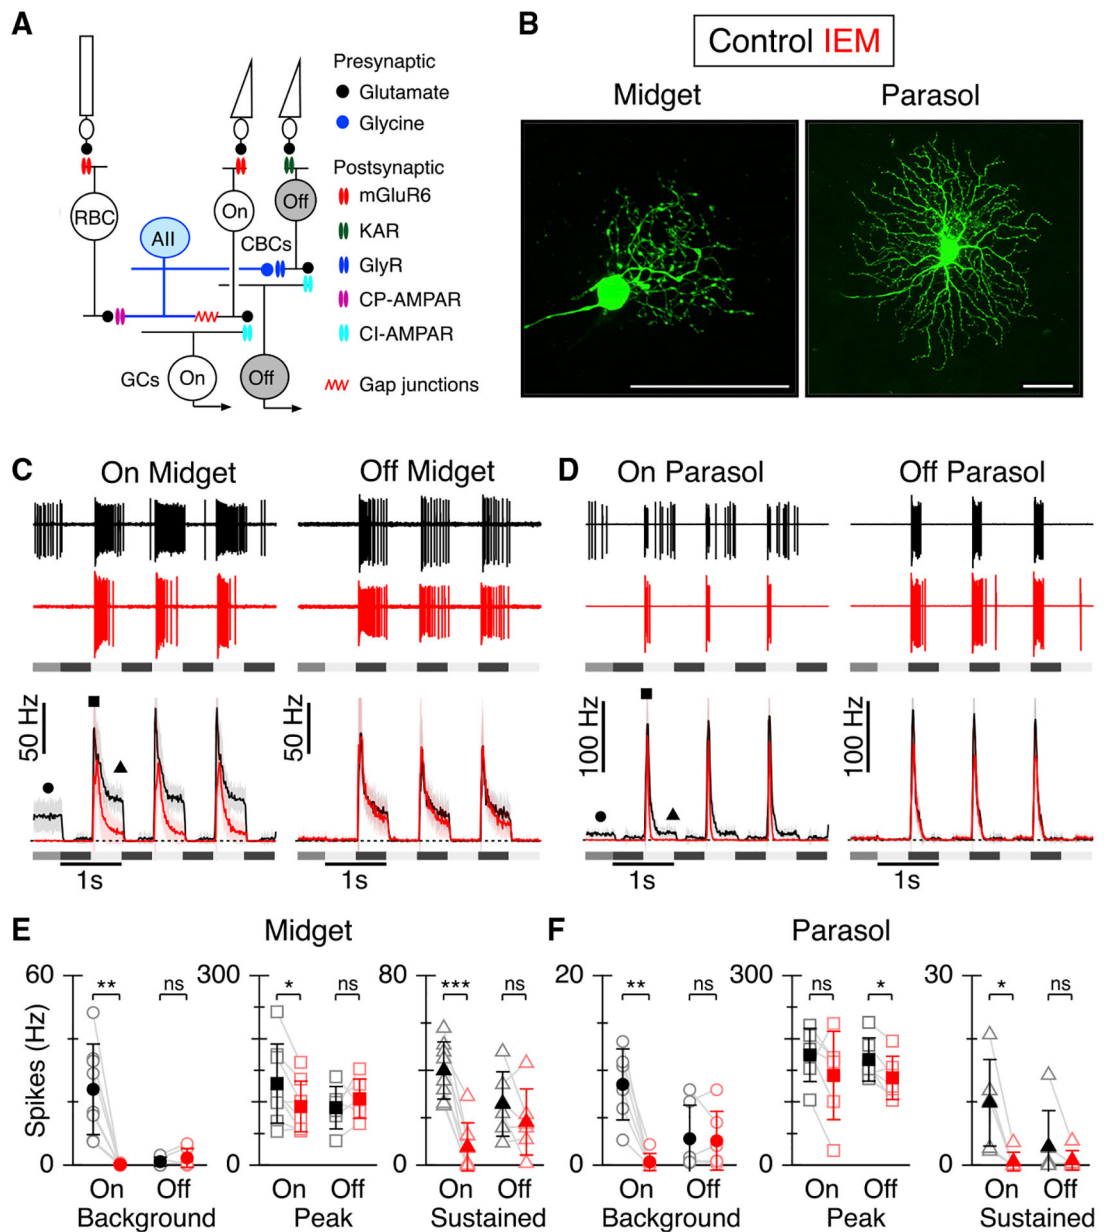 A
Presynaptic
Glutamate
Glycine
Postsynaptic
mGluR6
KAR
GlyR
CP-AMPAR
CI-AMPAR
Gap junctions
RBC
AII
On
Off
CBCs
GCs
On
Off
B
Control IEM
Midget
Parasol
C
On Midget
Off Midget
50 Hz
50 Hz
1s
1s
D
On Parasol
Off Parasol
100 Hz
100 Hz
1s
1s
E
Midget
Spikes (Hz)
60
0
**
ns
On Off
Background
300
0
*
ns
On Off
Peak
80
0
***
ns
On Off
Sustained
F
Parasol
20
0
**
ns
On Off
Background
300
0
ns
*
On Off
Peak
30
0
*
ns
On Off
Sustained